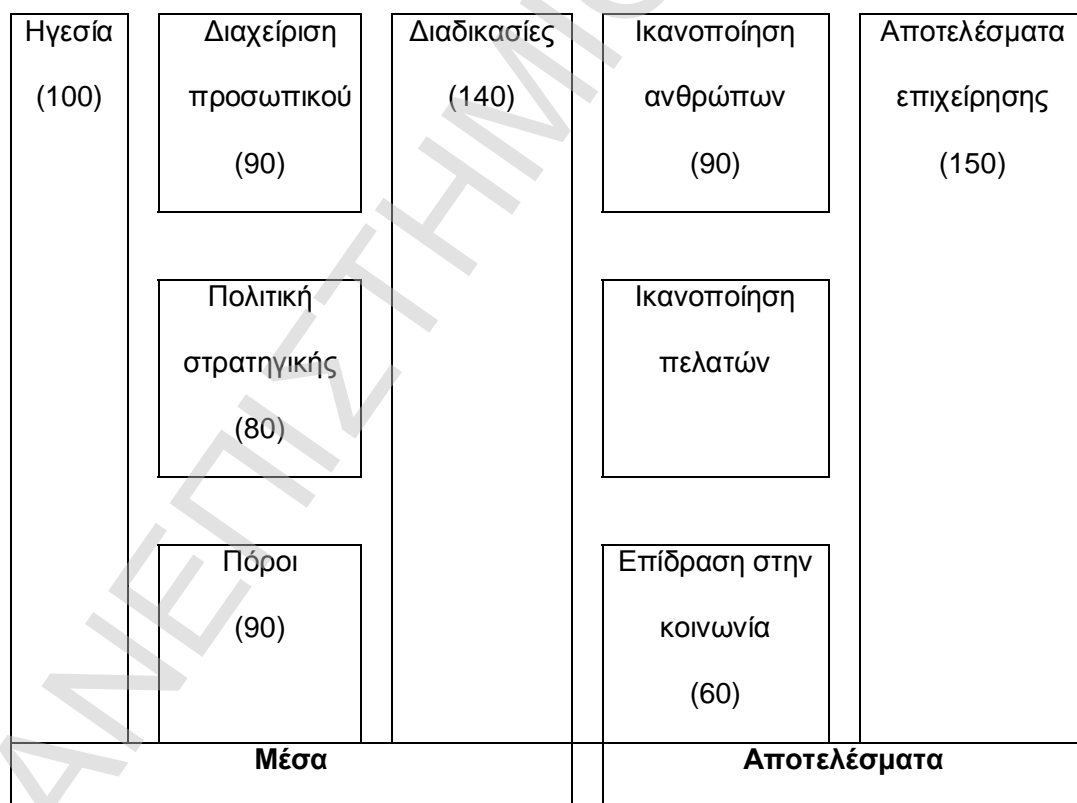 Ηγεσία
(100)
Διαχείριση
προσωπικού
(90)
Πολιτική
στρατηγικής
(80)
Πόροι
(90)
Διαδικασίες
(140)
Ικανοποίηση
ανθρώπων
(90)
Ικανοποίηση
πελατών
Επίδραση στην
κοινωνία
(60)
Αποτελέσματα
επιχείρησης
(150)
Μέσα
Αποτελέσματα